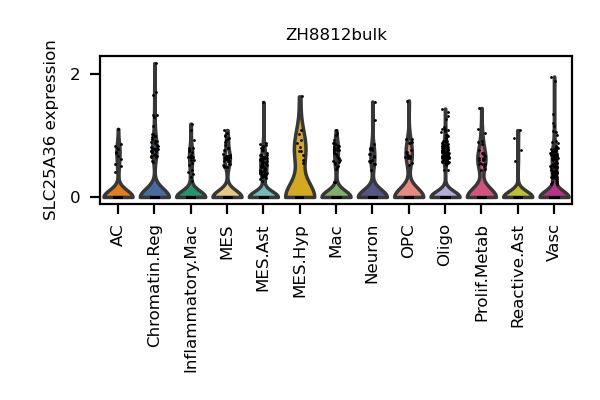 ZH8812bulk
SLC25A36 expression
2
0
AC
Chromatin.Reg
Inflammatory.Mac
MES
MES.Ast
MES.Hyp
Mac
Neuron
OPC
Oligo
Prolif.Metab
Reactive.Ast
Vasc